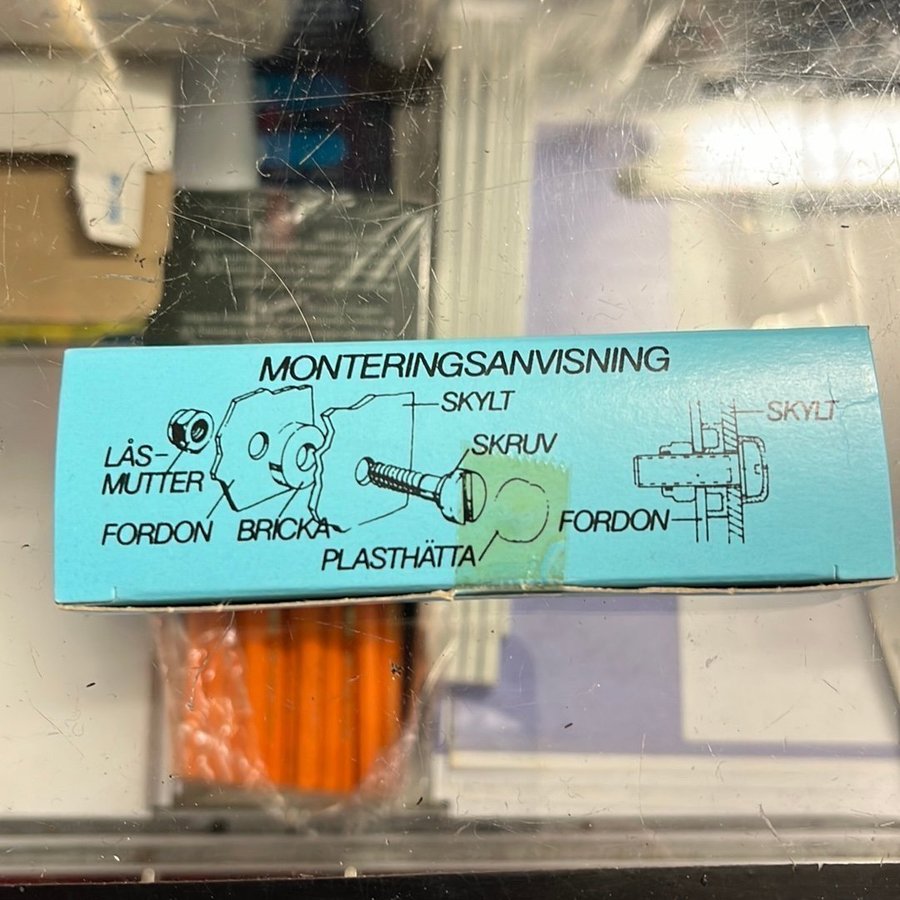 MONTERINGSANVISNING
SKYLT
SKYLT
SKRUV
LÅS-
MUTTER
FORDON
BRICKA
FORDON
PLASTHÄTTA